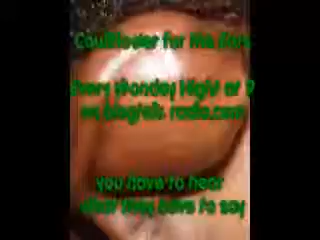 Cauliflower For the Ears
Every Monday Night at 9
on blogtalk radio.com
you have to hear
what they have to say